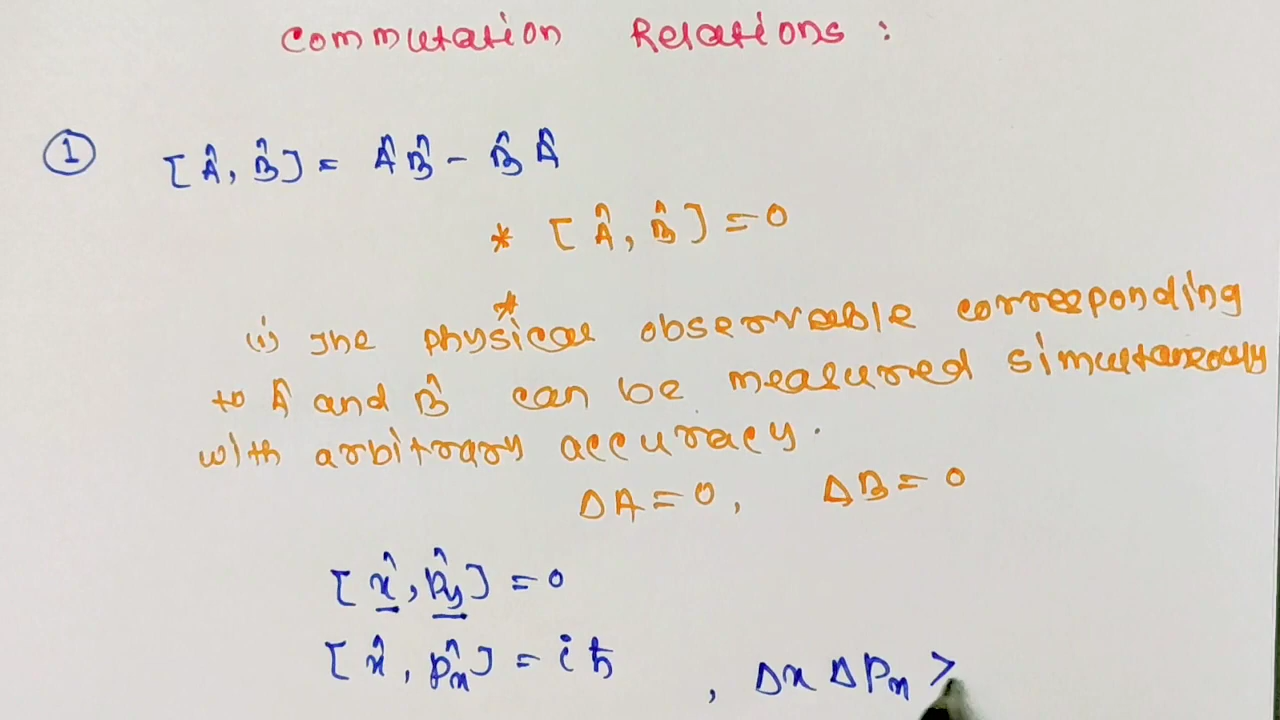 Commutation Relations :
① [Â, B̂] = ÂB̂ - B̂Â
* [Â, B̂] = 0
*
(i) The physical observable corresponding
to Â and B̂ can be measured simultaneously
with arbitrary accuracy.
ΔA = 0, ΔB = 0
[x̂, p̂y] = 0
[x̂, p̂x] = iħ , Δx ΔPx >